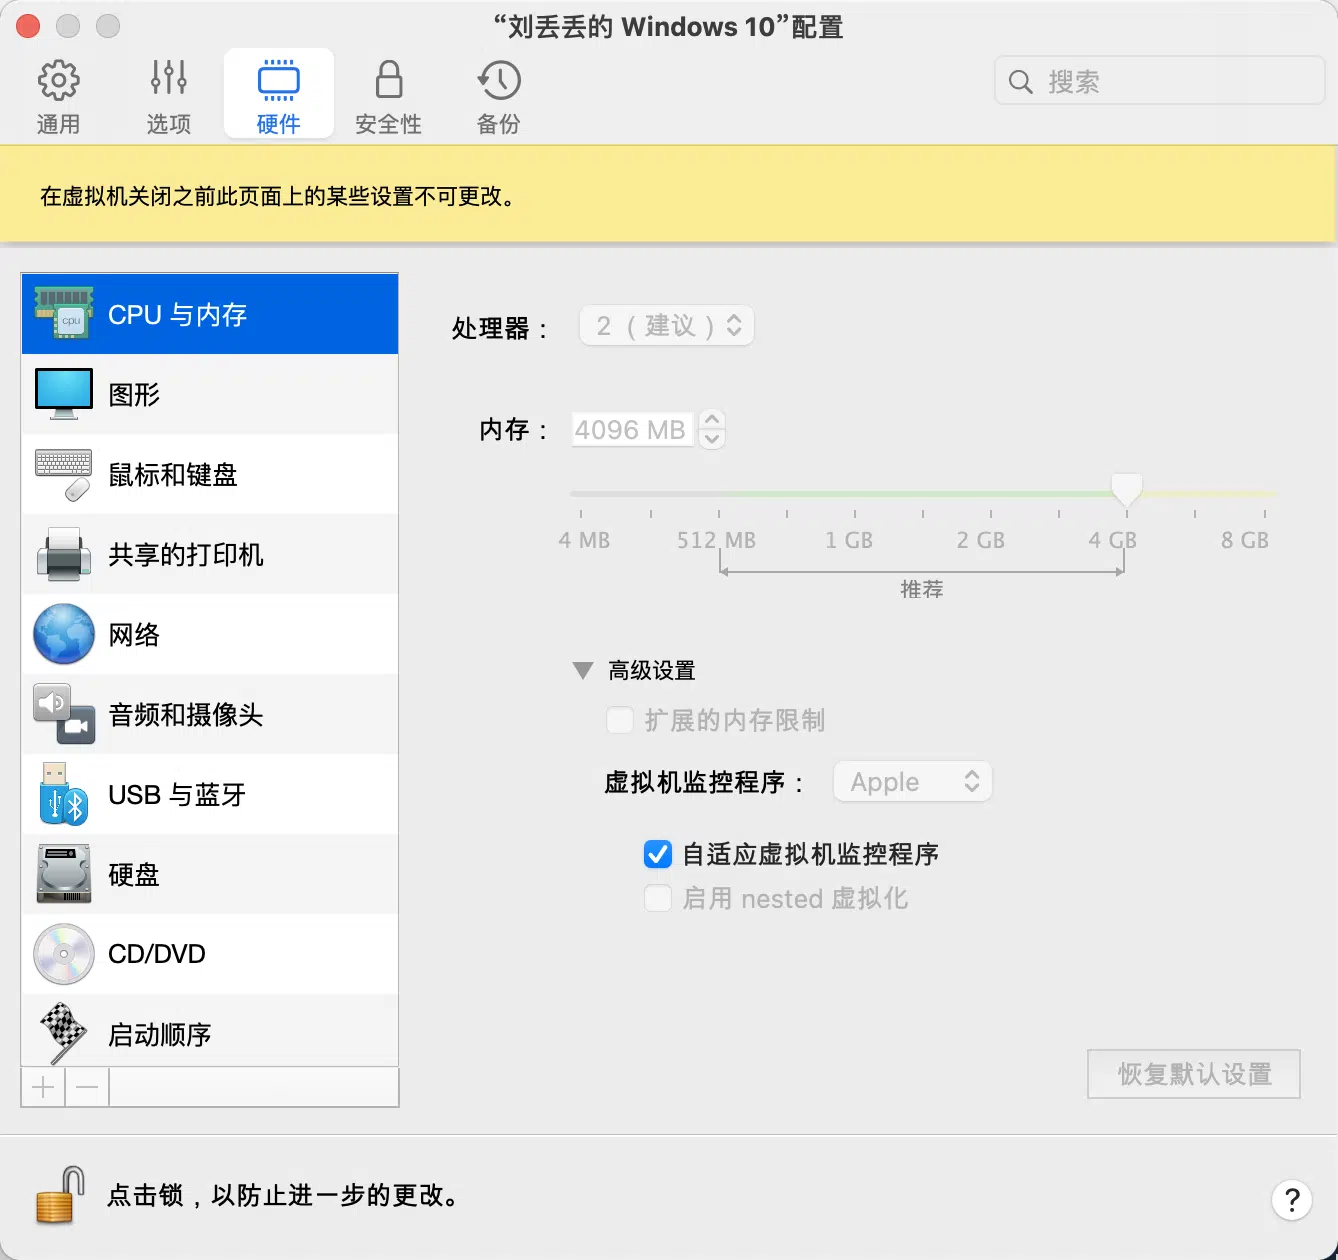 “刘丢丢的 Windows 10”配置
通用
选项
硬件
安全性
备份
搜索
在虚拟机关闭之前此页面上的某些设置不可更改。
cpu
CPU 与内存
图形
鼠标和键盘
共享的打印机
网络
音频和摄像头
USB 与蓝牙
硬盘
CD/DVD
启动顺序
处理器：
2 （建议）
内存：
4096 MB
4 MB 512 MB 1 GB 2 GB 4 GB 8 GB
推荐
高级设置
扩展的内存限制
虚拟机监控程序： Apple
自适应虚拟机监控程序
启用 nested 虚拟化
恢复默认设置
点击锁，以防止进一步的更改。
?